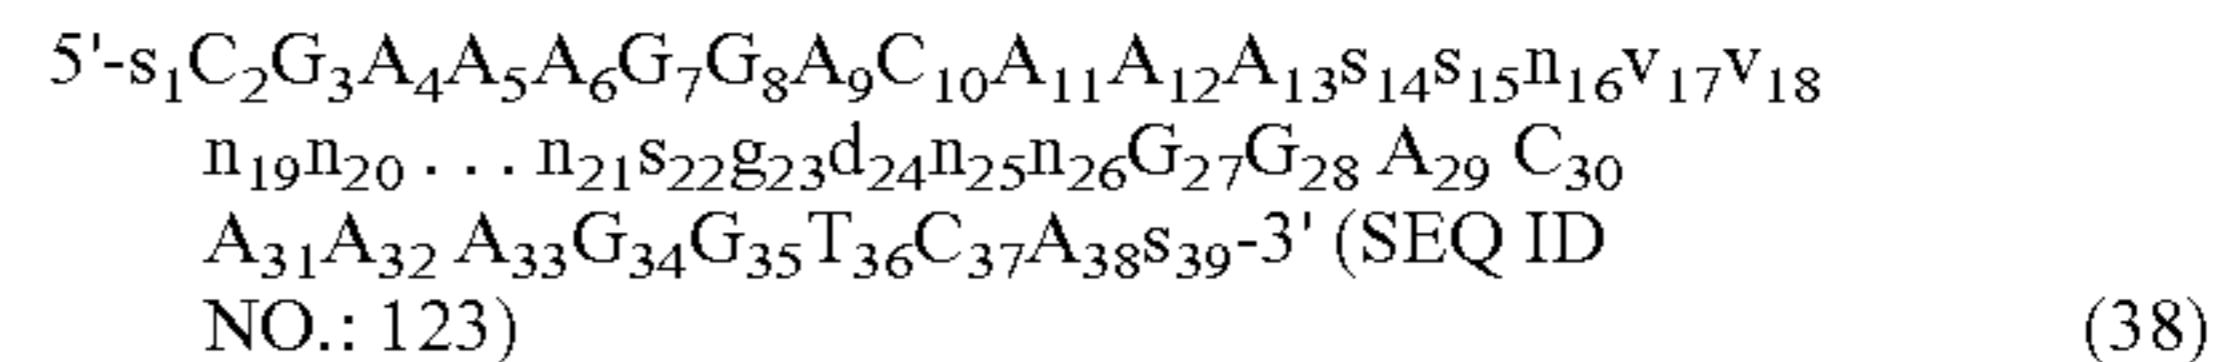 5'-s₁C₂G₃A₄A₅A₆G₇G₈A₉C₁₀A₁₁A₁₂A₁₃s₁₄s₁₅n₁₆v₁₇v₁₈
n₁₉n₂₀ . . . n₂₁s₂₂g₂₃d₂₄n₂₅n₂₆G₂₇G₂₈ A₂₉ C₃₀
A₃₁A₃₂ A₃₃G₃₄G₃₅T₃₆C₃₇A₃₈s₃₉-3' (SEQ ID
NO.: 123) (38)